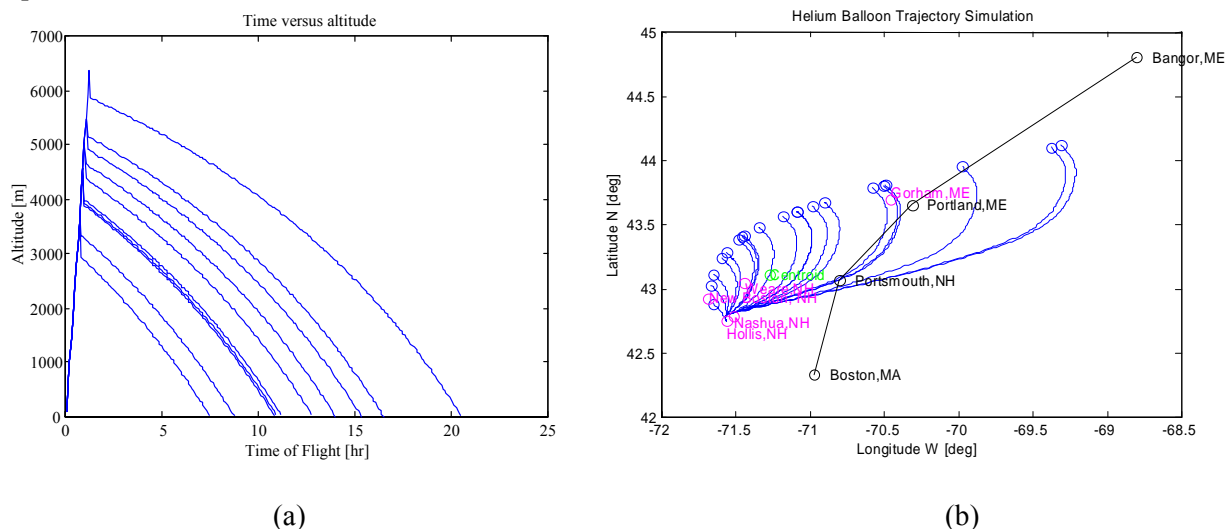 Time versus altitude
7000
6000
5000
4000
3000
2000
1000
0
Altitude [m]
0 5 10 15 20 25
Time of Flight [hr]
(a)
Helium Balloon Trajectory Simulation
45
44.5
44
43.5
43
42.5
42
Latitude N [deg]
Bangor,ME
Gorham,ME
Portland,ME
Centroid
Portsmouth,NH
Weare,NH
New Boston, NH
Nashua,NH
Hollis,NH
Boston,MA
-72 -71.5 -71 -70.5 -70 -69.5 -69 -68.5
Longitude W [deg]
(b)